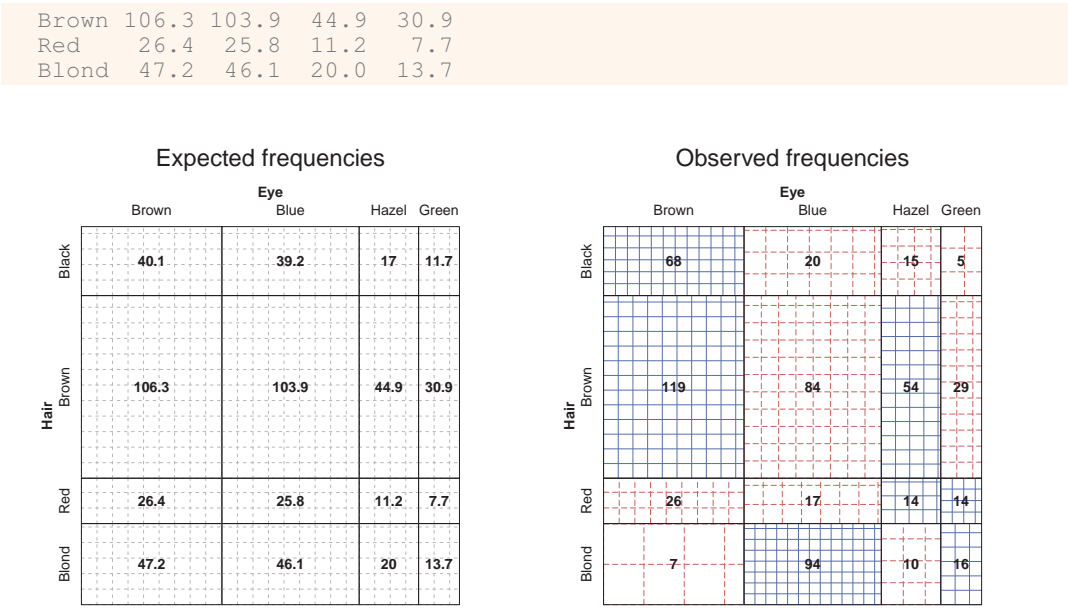 Brown 106.3 103.9 44.9 30.9
Red 26.4 25.8 11.2 7.7
Blond 47.2 46.1 20.0 13.7
Expected frequencies
Eye
Brown Blue Hazel Green
Hair
Black 40.1 39.2 17 11.7
Brown 106.3 103.9 44.9 30.9
Red 26.4 25.8 11.2 7.7
Blond 47.2 46.1 20 13.7
Observed frequencies
Eye
Brown Blue Hazel Green
Hair
Black 68 20 15 5
Brown 119 84 54 29
Red 26 17 14 14
Blond 7 94 10 16